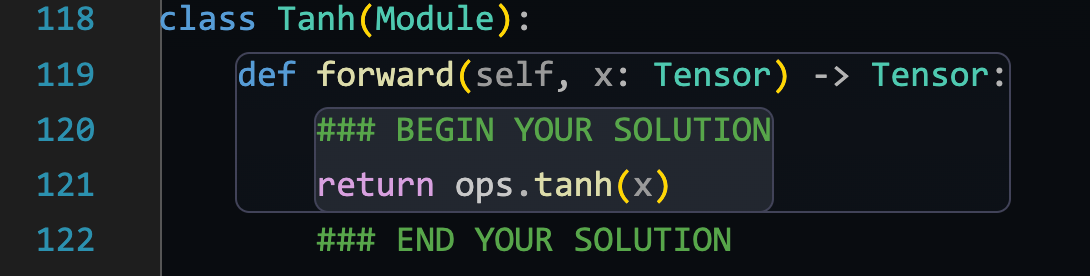 118 class Tanh(Module):
119     def forward(self, x: Tensor) -> Tensor:
120         ### BEGIN YOUR SOLUTION
121         return ops.tanh(x)
122         ### END YOUR SOLUTION